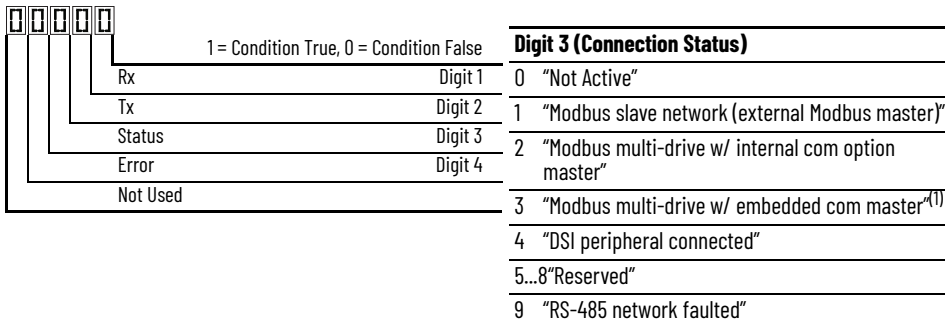 00000
1 = Condition True, 0 = Condition False
Rx Digit 1
Tx Digit 2
Status Digit 3
Error Digit 4
Not Used
Digit 3 (Connection Status)
0 “Not Active”
1 “Modbus slave network (external Modbus master)”
2 “Modbus multi-drive w/ internal com option
master”
3 “Modbus multi-drive w/ embedded com master”(1)
4 “DSI peripheral connected”
5...8“Reserved”
9 “RS-485 network faulted”